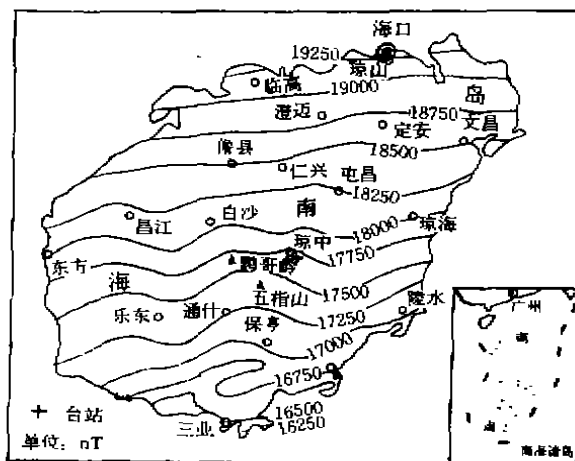 海口
19250
琼山
临高
19000
岛
澄迈
18750
定安
文昌
18500
儋县
仁兴
屯昌
18250
昌江
白沙
南
18000
琼海
琼中
17750
东方
鹦哥岭
海
五指山
17500
乐东
通什
17250
陵水
保亭
17000
16750
16500
16250
三亚
+ 台站
单位: nT
广州
南
南海诸岛